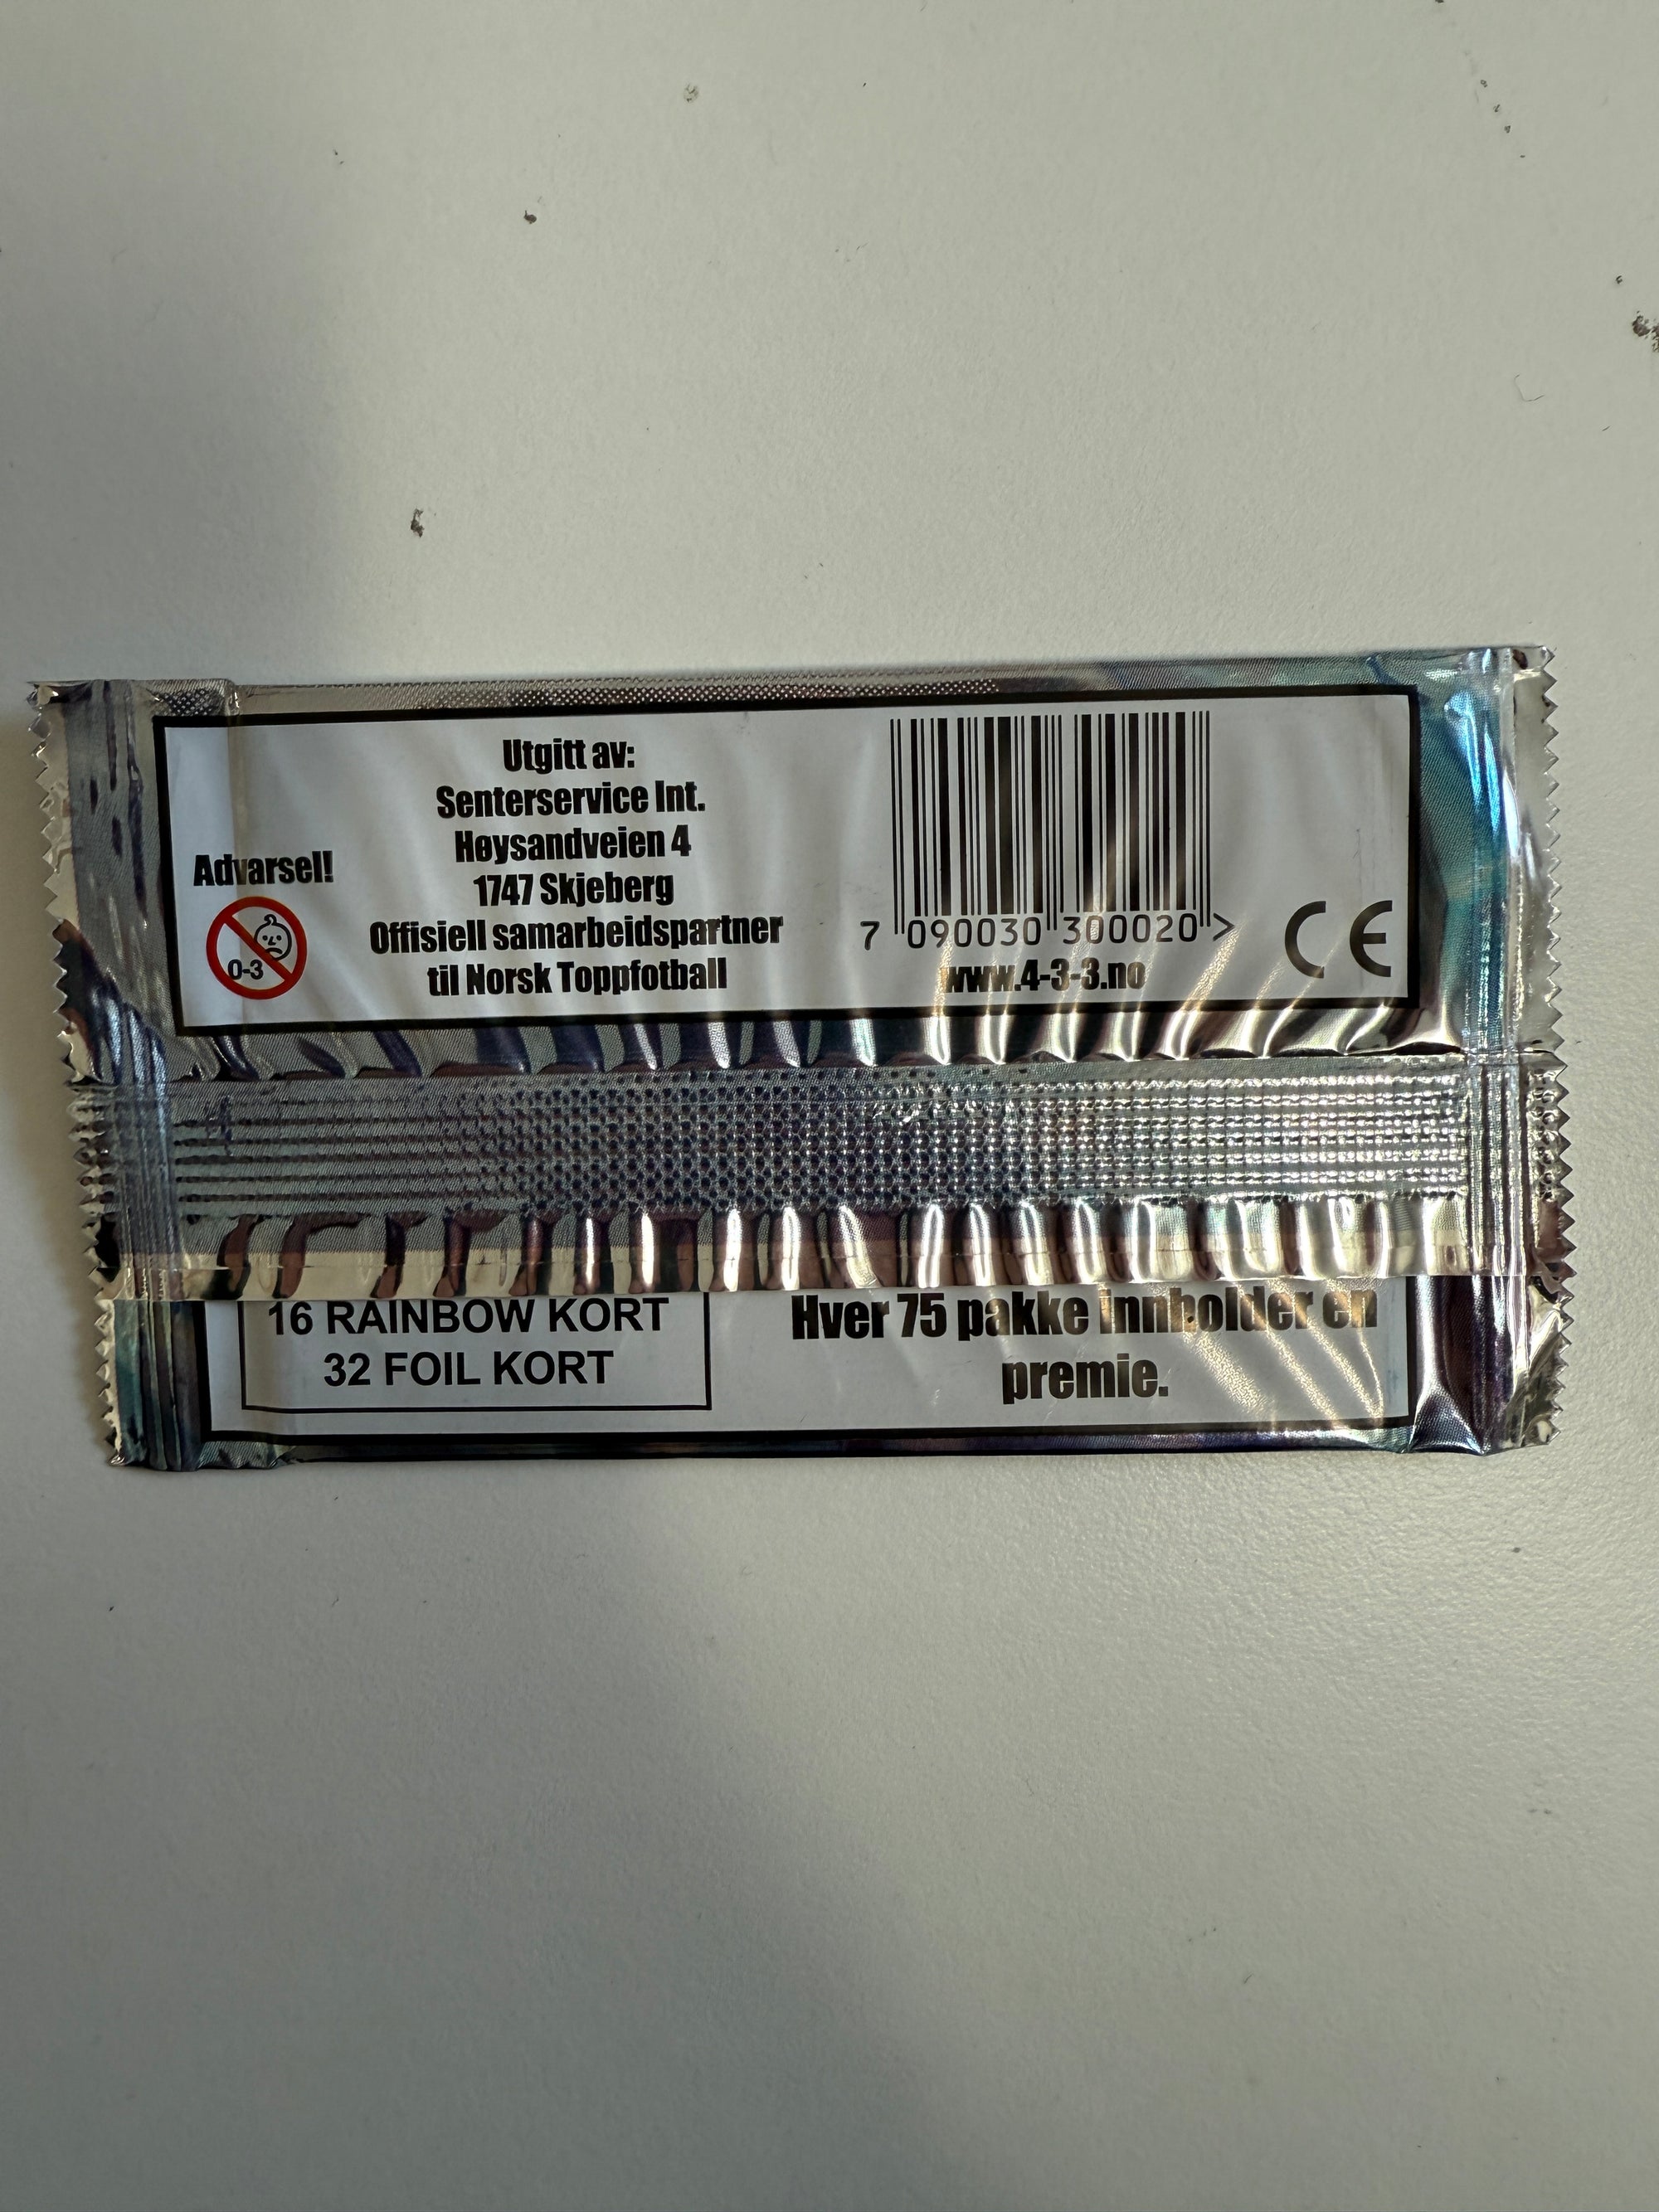 Utgitt av:
Senterservice Int.
Høysandveien 4
1747 Skjeberg
Offisiell samarbeidspartner
til Norsk Toppfotball
Advarsel!
0-3
7 090030 300020 >
www.4-3-3.no
CE
16 RAINBOW KORT
32 FOIL KORT
Hver 75 pakke innholder en
premie.